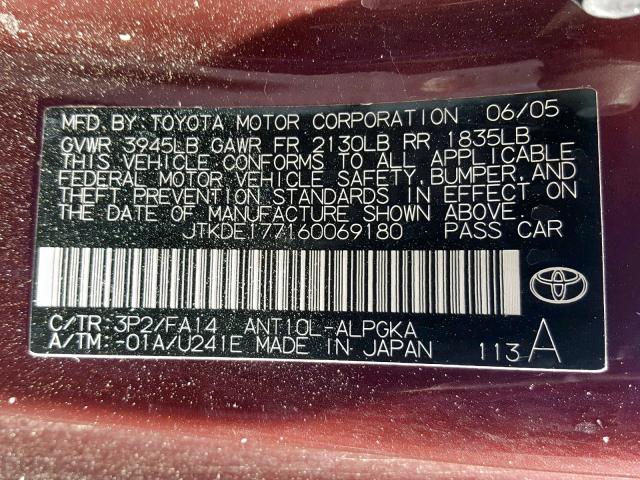 MFD.BY: TOYOTA MOTOR CORPORATION 06/05
GVWR 3945LB GAWR FR 2130LB RR 1835LB
THIS VEHICLE CONFORMS TO ALL APPLICABLE
FEDERAL MOTOR VEHICLE SAFETY, BUMPER, AND
THEFT PREVENTION STANDARDS IN EFFECT ON
THE DATE OF MANUFACTURE SHOWN ABOVE.
JTKDE177160069180 PASS CAR
C/TR: 3P2/FA14 ANT10L-ALPGKA
A/TM: -01A/U241E MADE IN JAPAN
113 A